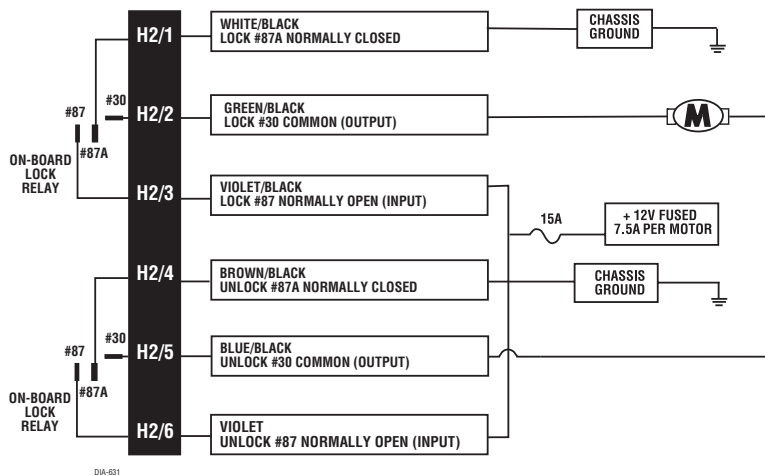 H2/1
WHITE/BLACK
LOCK #87A NORMALLY CLOSED
CHASSIS
GROUND
#87
#30
#87A
ON-BOARD
LOCK
RELAY
H2/2
GREEN/BLACK
LOCK #30 COMMON (OUTPUT)
M
H2/3
VIOLET/BLACK
LOCK #87 NORMALLY OPEN (INPUT)
15A
+ 12V FUSED
7.5A PER MOTOR
H2/4
BROWN/BLACK
UNLOCK #87A NORMALLY CLOSED
CHASSIS
GROUND
#87
#30
#87A
ON-BOARD
LOCK
RELAY
H2/5
BLUE/BLACK
UNLOCK #30 COMMON (OUTPUT)
H2/6
VIOLET
UNLOCK #87 NORMALLY OPEN (INPUT)
DIA-631